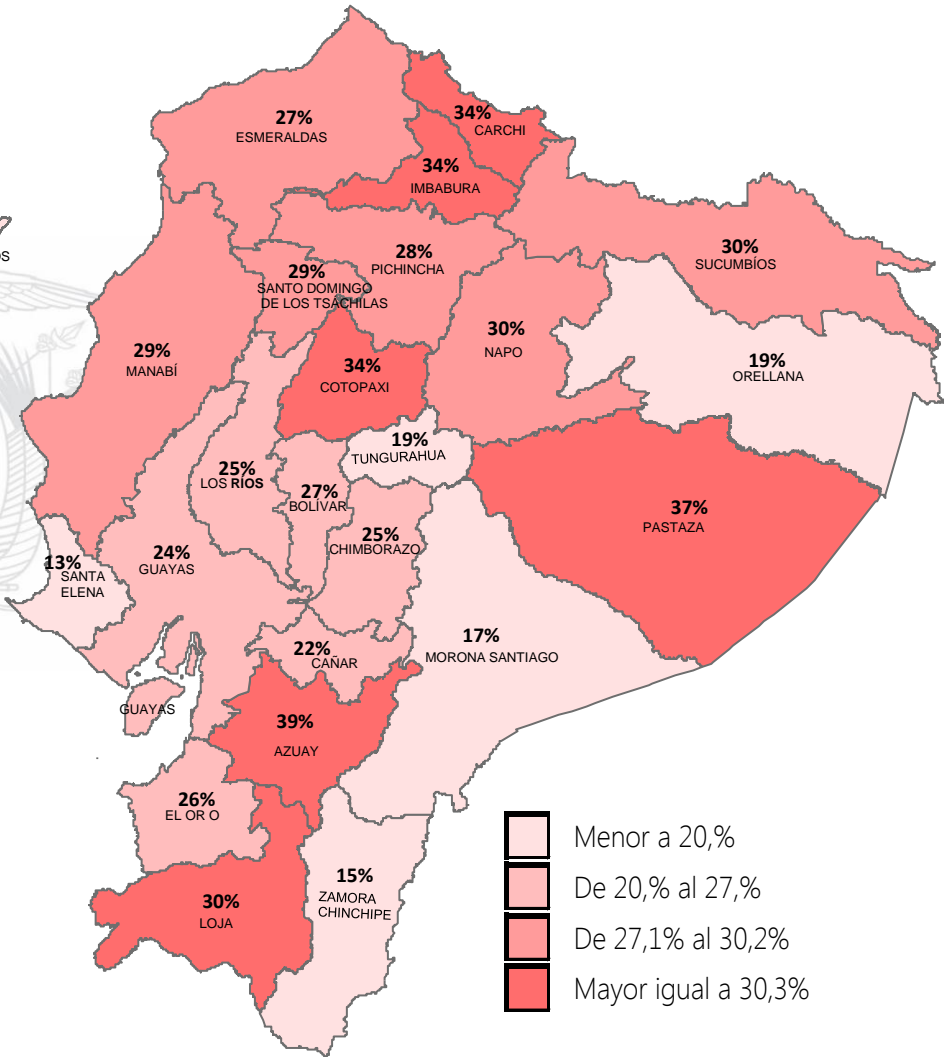 27%
ESMERALDAS
34%
CARCHI
34%
IMBABURA
OS
28%
PICHINCHA
30%
SUCUMBÍOS
29%
SANTO DOMINGO
DE LOS TSÁCHILAS
29%
MANABÍ
34%
COTOPAXI
30%
NAPO
19%
ORELLANA
19%
TUNGURAHUA
25%
LOS RÍOS
27%
BOLÍVAR
25%
CHIMBORAZO
37%
PASTAZA
13%
SANTA
ELENA
24%
GUAYAS
22%
CAÑAR
17%
MORONA SANTIAGO
GUAYAS
39%
AZUAY
26%
EL OR O
30%
LOJA
15%
ZAMORA
CHINCHIPE
Menor a 20,%
De 20,% al 27,%
De 27,1% al 30,2%
Mayor igual a 30,3%